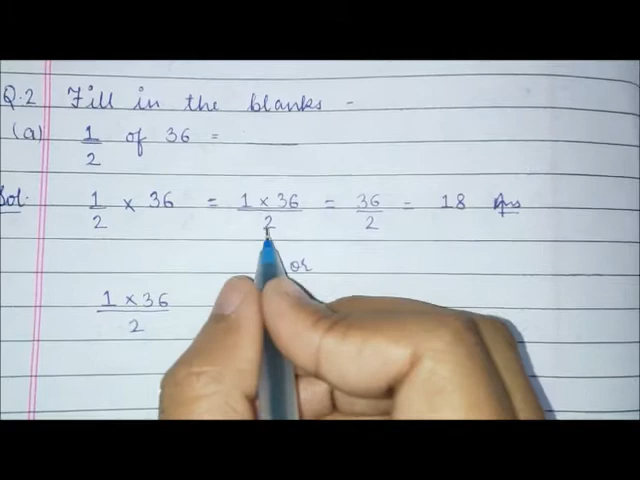 Q.2 Fill in the blanks -
(a) 1/2 of 36 = ____
Sol. 1/2 × 36 = 1 × 36/2 = 36/2 = 18 Ans
or
1 × 36/2